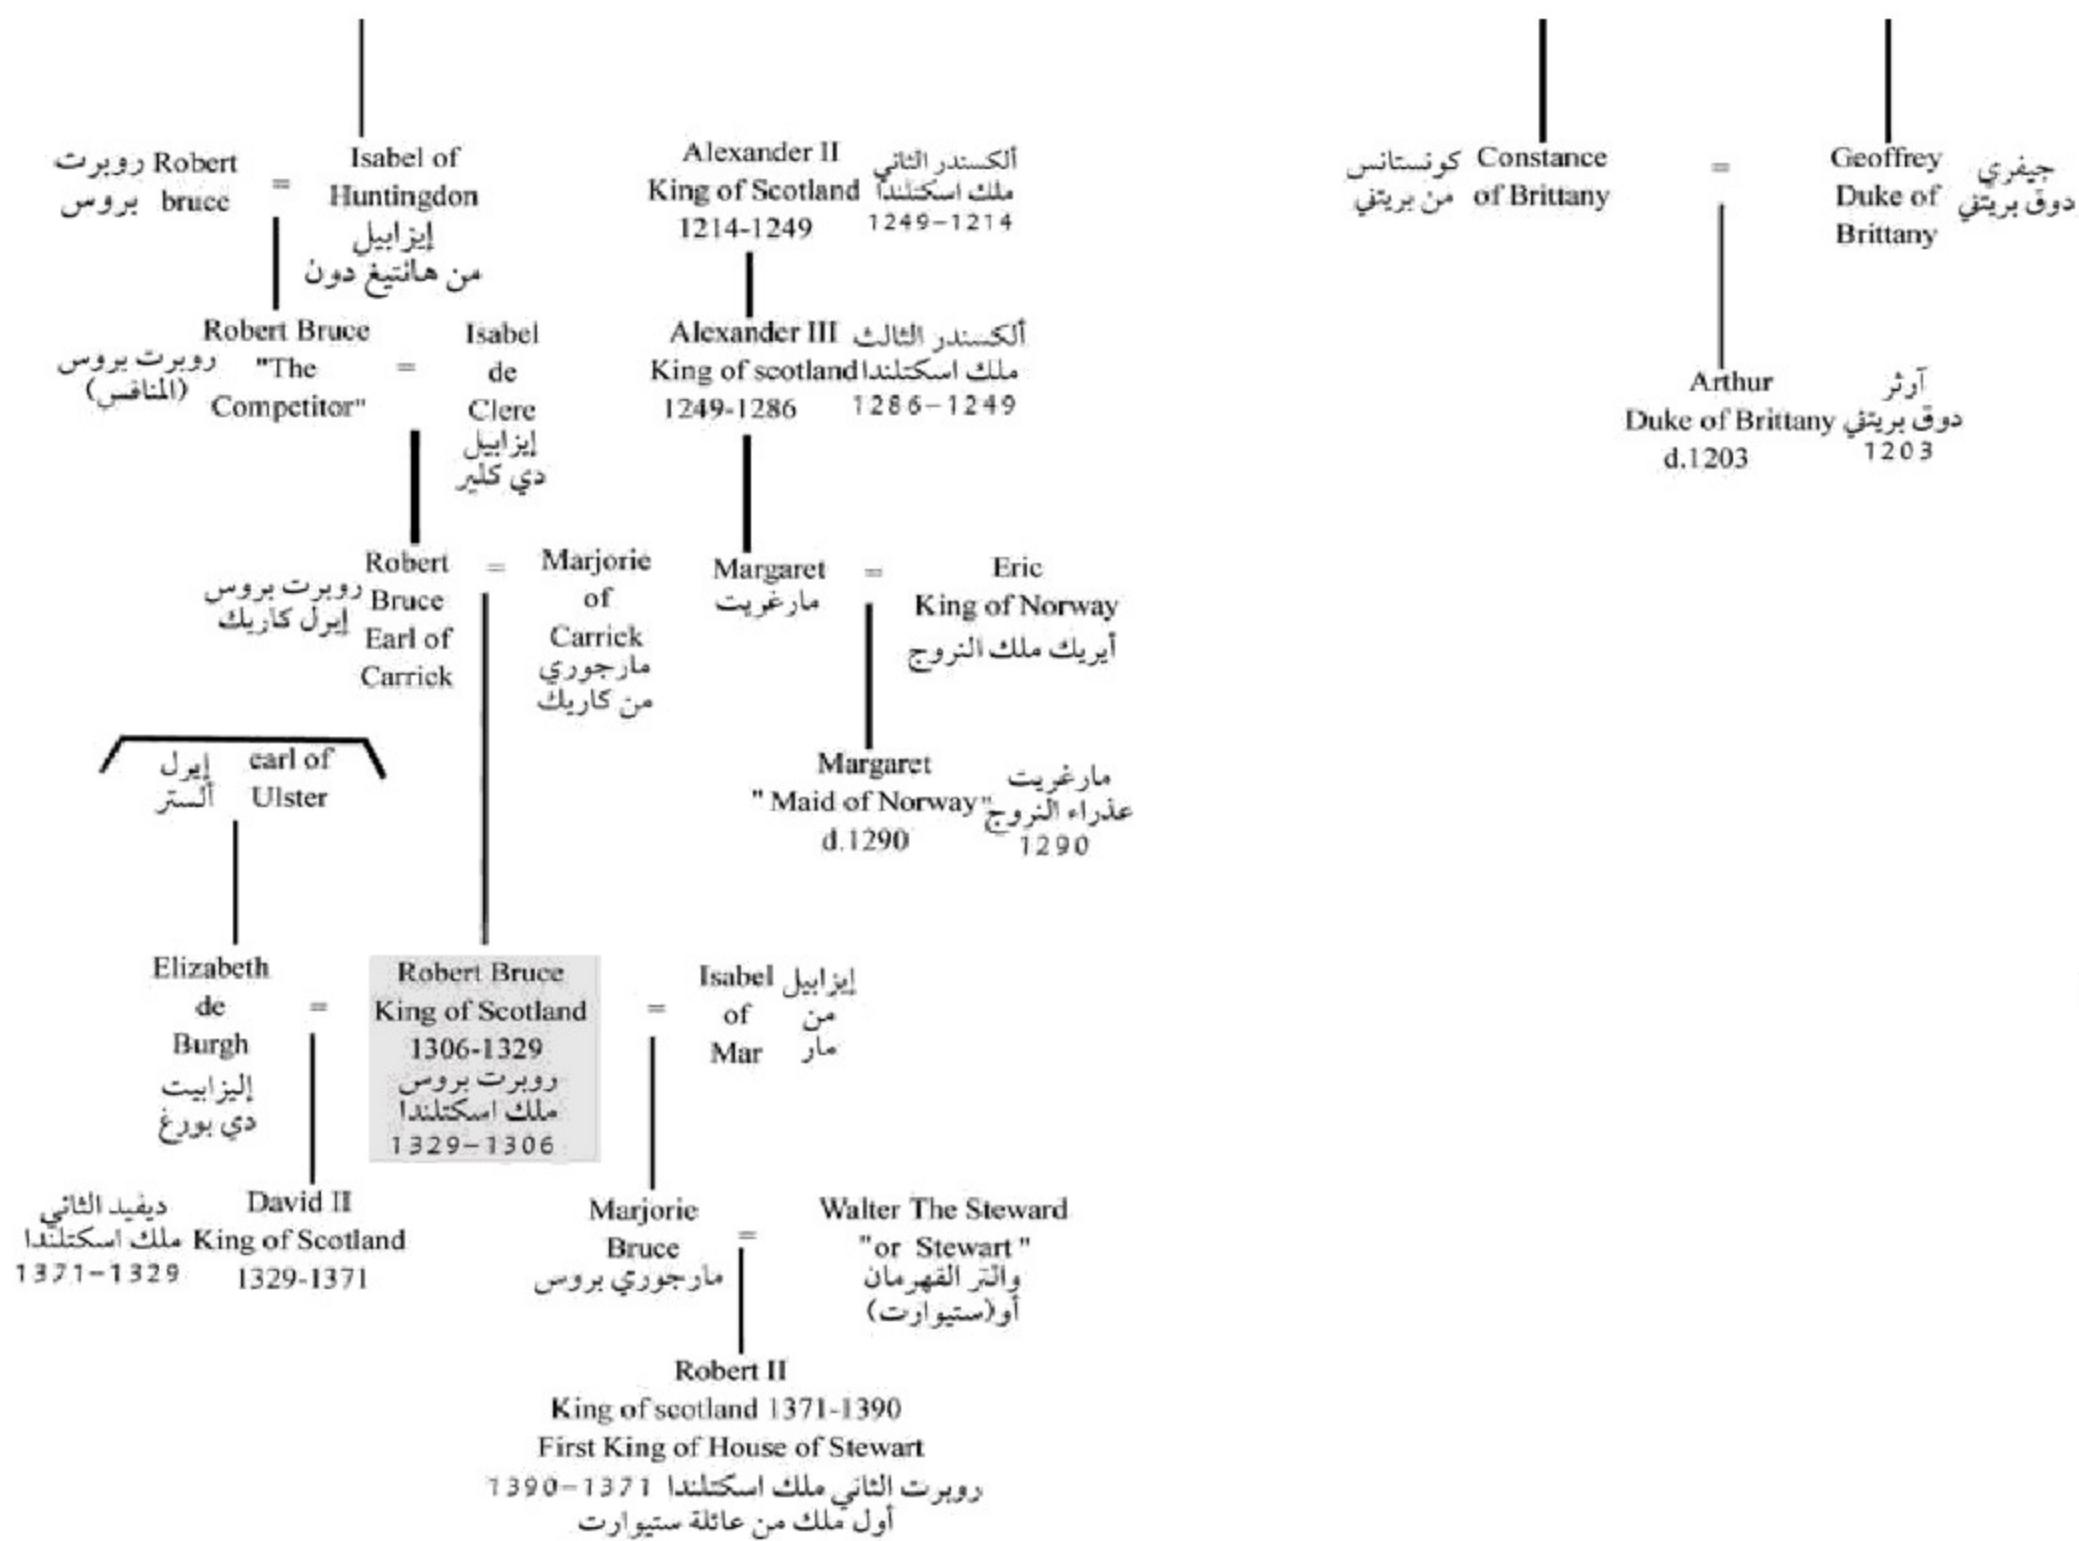 Robert
bruce
روبرت
بروس
=
Isabel of
Huntingdon
إيزابيل
من هانتيغ دون
Alexander II
King of Scotland
1214-1249
ألكسندر الثاني
ملك اسكتلندا
1249-1214
كونستانس
من بريتني
Constance
of Brittany
=
Geoffrey
Duke of
Brittany
جيفري
دوق بريتني
Robert Bruce
"The
Competitor"
روبرت بروس
(المنافس)
=
Isabel
de
Clere
إيزابيل
دي كلير
Alexander III
King of scotland
1249-1286
ألكسندر الثالث
ملك اسكتلندا
1286-1249
Arthur
Duke of Brittany
d.1203
آرثر
دوق بريتني
1203
Robert
Bruce
Earl of
Carrick
روبرت بروس
إيرل كاريك
=
Marjorie
of
Carrick
مارجوري
من كاريك
Margaret
مارغريت
=
Eric
King of Norway
أيريك ملك النروج
إيرل
ألستر
earl of
Ulster
Margaret
" Maid of Norway"
d.1290
مارغريت
عذراء النروج
1290
Elizabeth
de
Burgh
إليزابيت
دي بورغ
=
Robert Bruce
King of Scotland
1306-1329
روبرت بروس
ملك اسكتلندا
1329-1306
=
Isabel
of
Mar
إيزابيل
من
مار
ديفيد الثاني
ملك اسكتلندا
1371-1329
David II
King of Scotland
1329-1371
Marjorie
Bruce
مارجوري بروس
=
Walter The Steward
"or Stewart"
والتر القهرمان
أو(ستيوارت)
Robert II
King of scotland 1371-1390
First King of House of Stewart
روبرت الثاني ملك اسكتلندا 1371-1390
أول ملك من عائلة ستيوارت